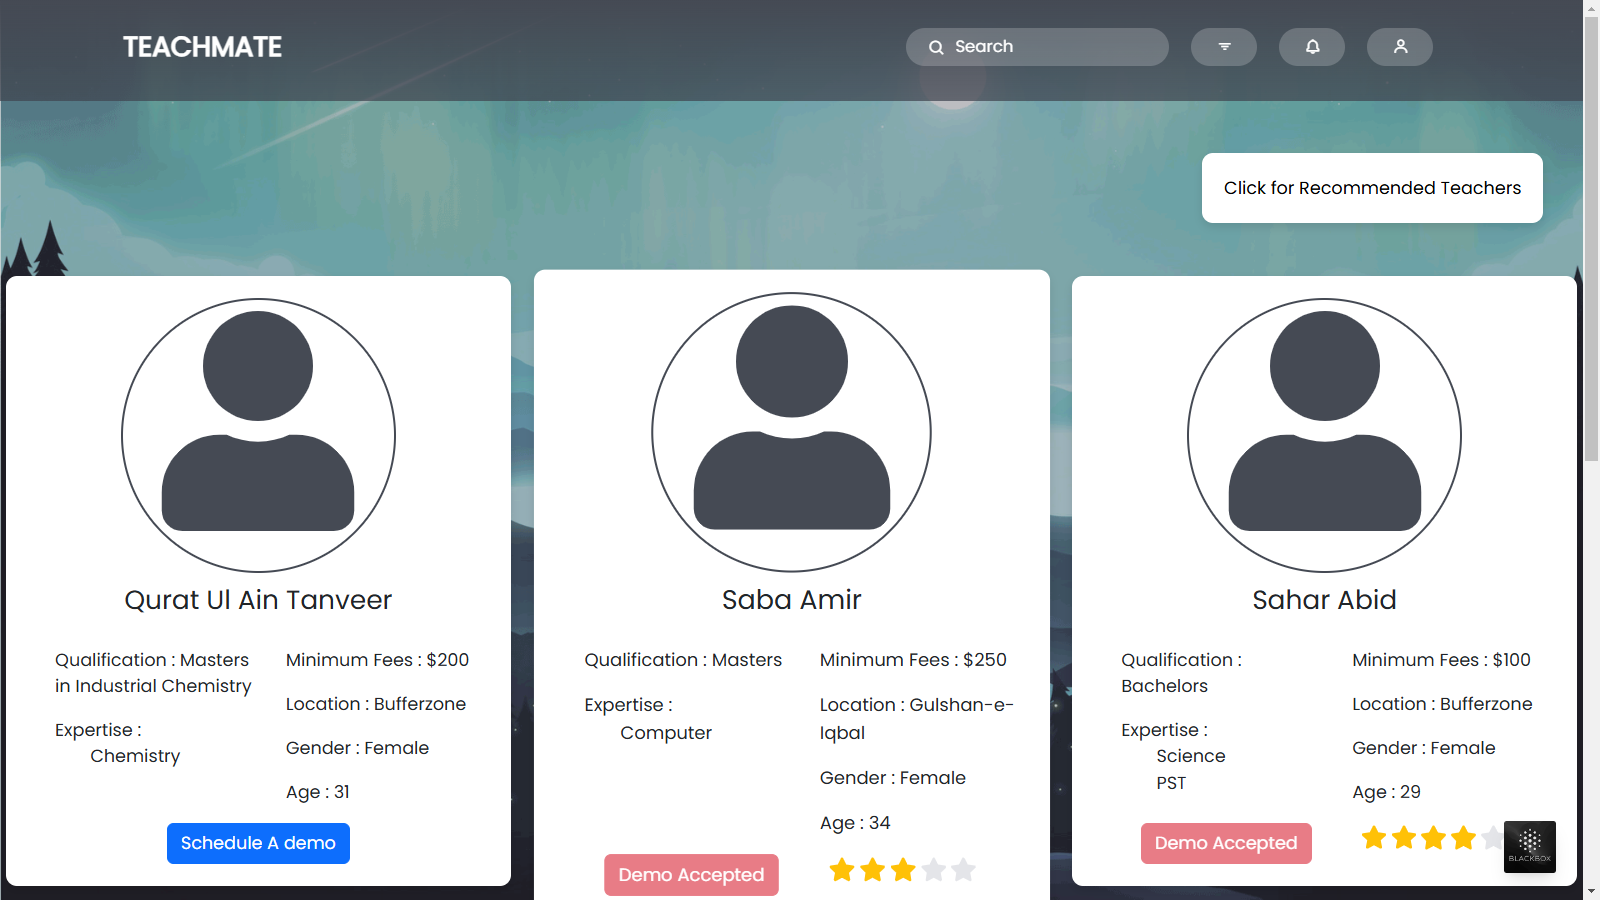 TEACHMATE
Search
Click for Recommended Teachers
Qurat Ul Ain Tanveer
Qualification : Masters
in Industrial Chemistry
Expertise :
Chemistry
Minimum Fees : $200
Location : Bufferzone
Gender : Female
Age : 31
Schedule A demo
Saba Amir
Qualification : Masters
Expertise :
Computer
Minimum Fees : $250
Location : Gulshan-e-
Iqbal
Gender : Female
Age : 34
Demo Accepted
Sahar Abid
Qualification :
Bachelors
Expertise :
Science
PST
Minimum Fees : $100
Location : Bufferzone
Gender : Female
Age : 29
Demo Accepted
BLACKBOX